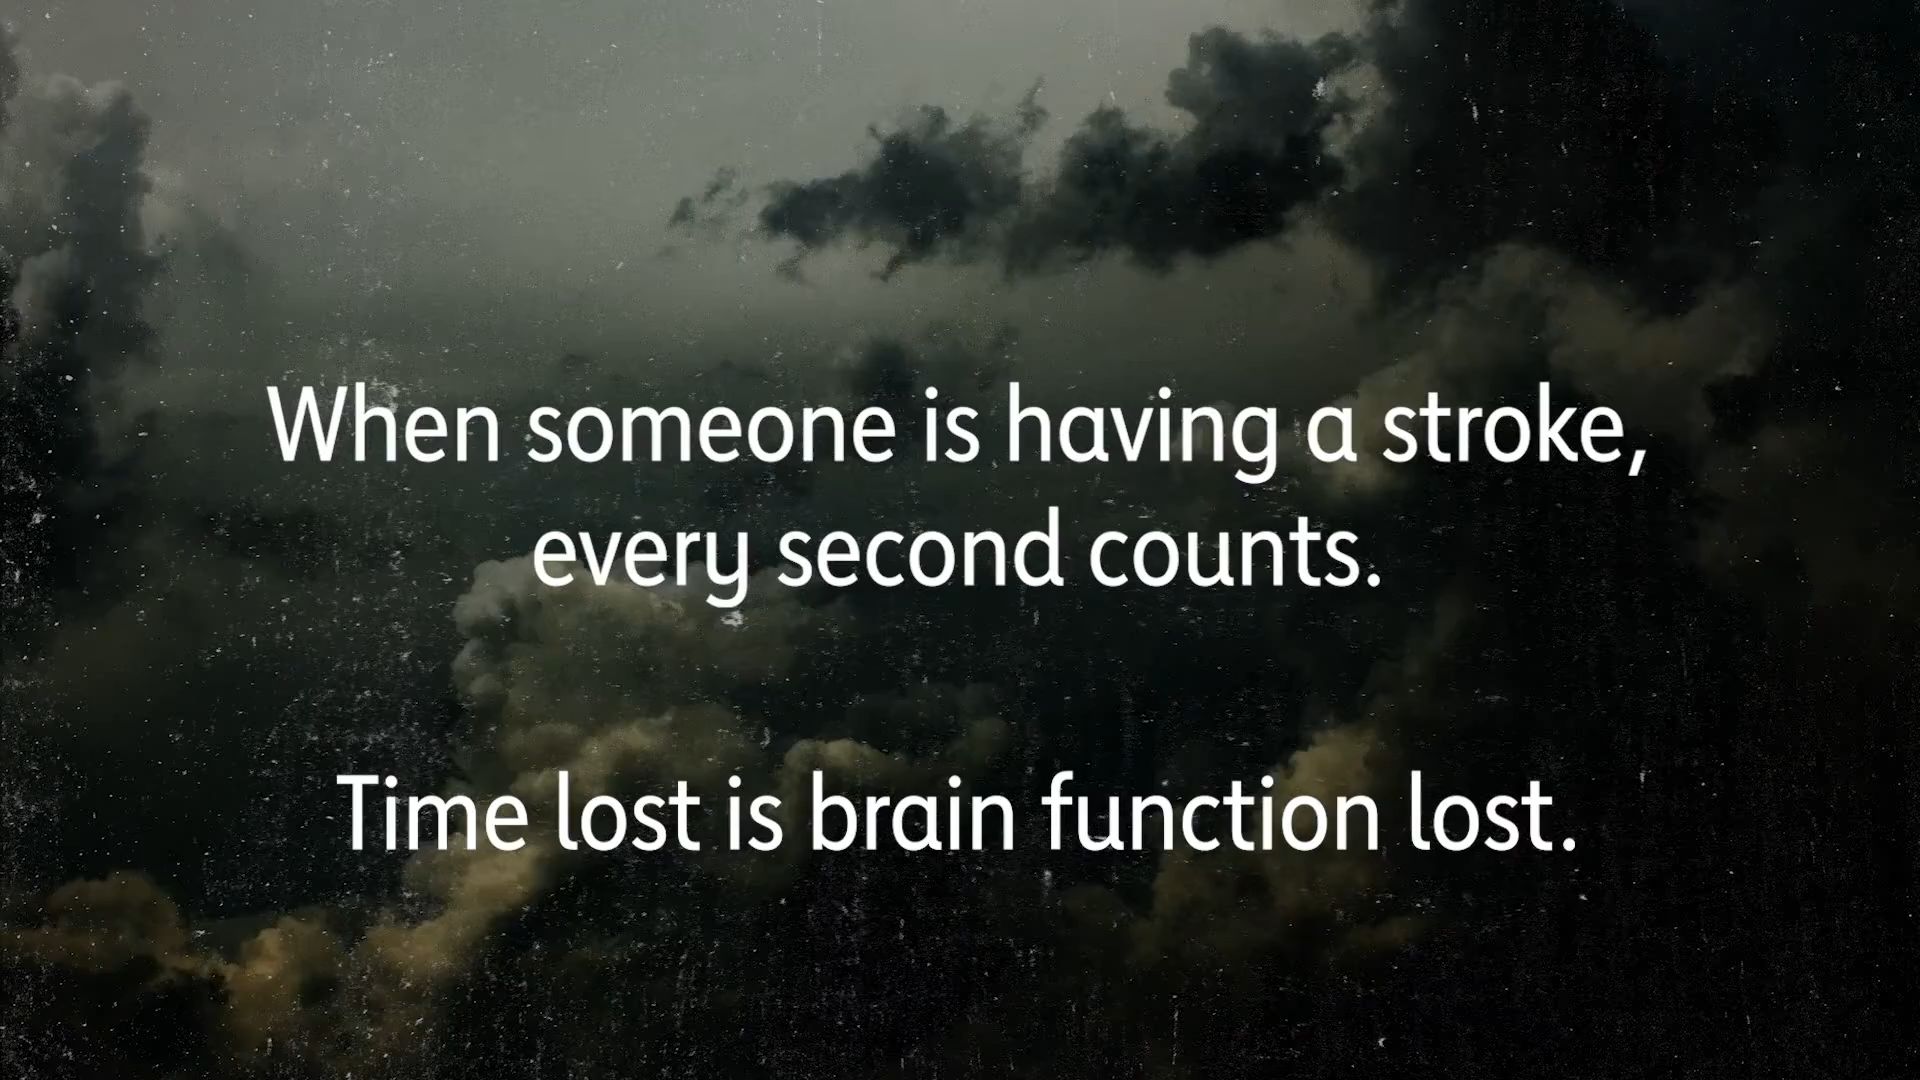 When someone is having a stroke,
every second counts.
Time lost is brain function lost.